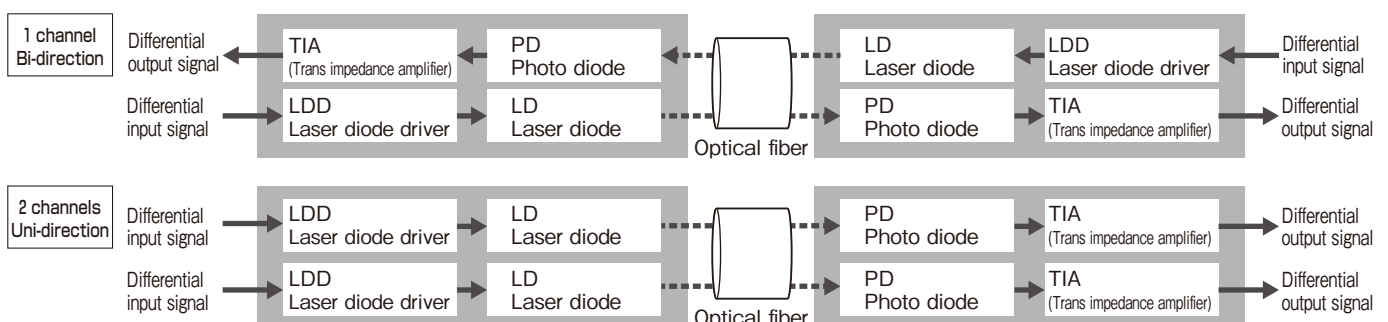 1 channel
Bi-direction
Differential
output signal
TIA
(Trans impedance amplifier)
PD
Photo diode
LD
Laser diode
LDD
Laser diode driver
Differential
input signal
Differential
input signal
LDD
Laser diode driver
LD
Laser diode
PD
Photo diode
TIA
(Trans impedance amplifier)
Differential
output signal
Optical fiber
2 channels
Uni-direction
Differential
input signal
LDD
Laser diode driver
LD
Laser diode
PD
Photo diode
TIA
(Trans impedance amplifier)
Differential
output signal
Differential
input signal
LDD
Laser diode driver
LD
Laser diode
PD
Photo diode
TIA
(Trans impedance amplifier)
Differential
output signal
Optical fiber